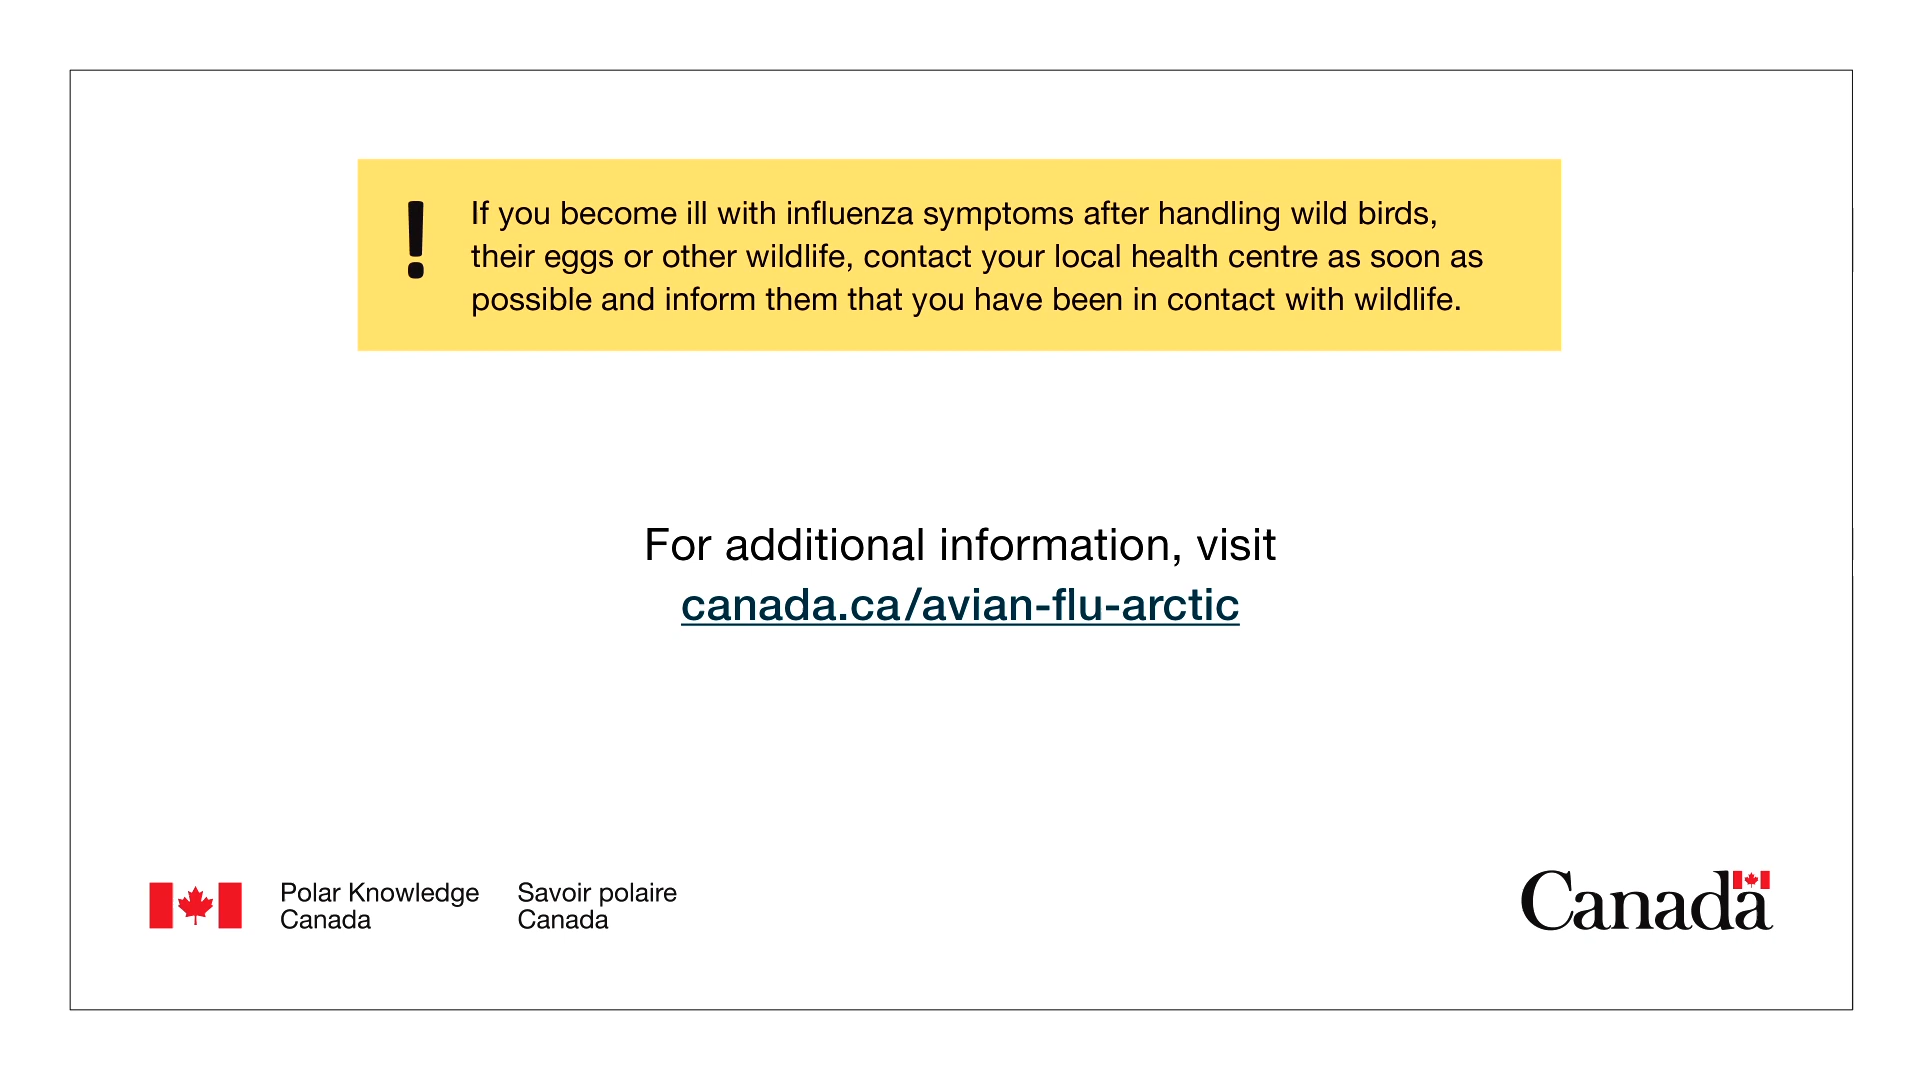 !
If you become ill with influenza symptoms after handling wild birds,
their eggs or other wildlife, contact your local health centre as soon as
possible and inform them that you have been in contact with wildlife.
For additional information, visit
canada.ca/avian-flu-arctic
Polar Knowledge
Canada
Savoir polaire
Canada
Canada